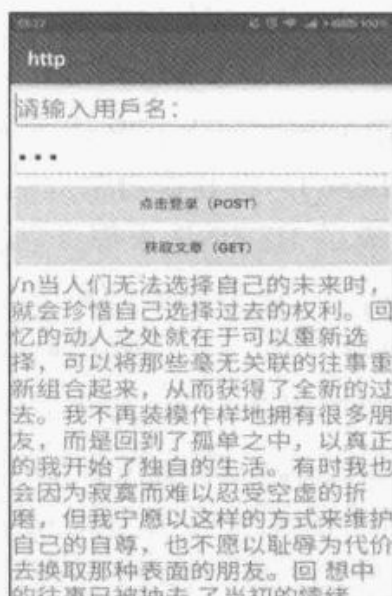 http
请输入用戶名：
•••
点击登录（POST）
获取文章（GET）
/n当人们无法选择自己的未来时，
就会珍惜自己选择过去的权利。回
忆的动人之处就在于可以重新选
择，可以将那些毫无关联的往事重
新组合起来，从而获得了全新的过
去。我不再装模作样地拥有很多朋
友，而是回到了孤单之中，以真正
的我开始了独自的生活。有时我也
会因为寂寞而难以忍受空虚的折
磨，但我宁愿以这样的方式来维护
自己的自尊，也不愿以耻辱为代价
去换取那种表面的朋友。回 想中